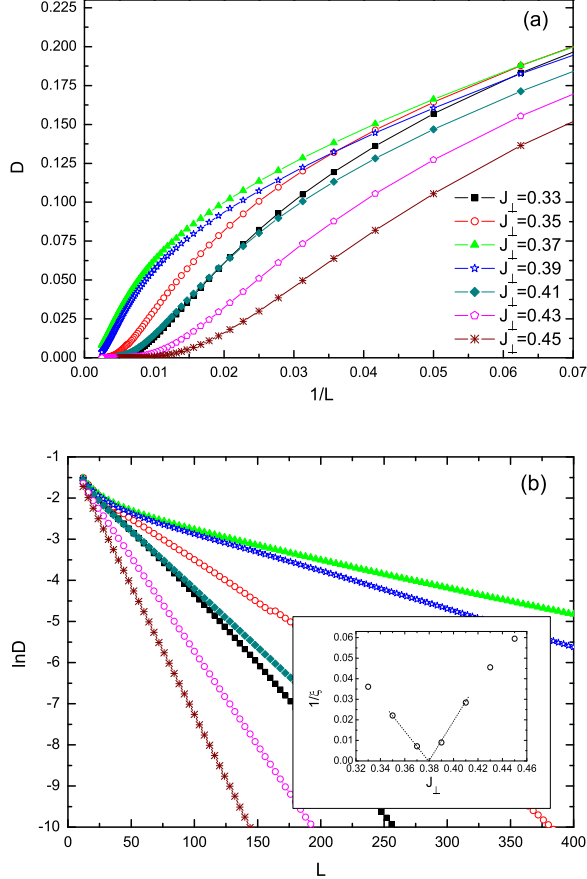 (a)
0.225
0.200
0.175
0.150
0.125
0.100
0.075
0.050
0.025
0.000
D
J⊥=0.33
J⊥=0.35
J⊥=0.37
J⊥=0.39
J⊥=0.41
J⊥=0.43
J⊥=0.45
0.00 0.01 0.02 0.03 0.04 0.05 0.06 0.07
1/L
(b)
-1
-2
-3
-4
-5
-6
-7
-8
-9
-10
lnD
0.06
0.05
0.04
0.03
0.02
0.01
0.00
1/ξ
0.32 0.34 0.36 0.38 0.40 0.42 0.44 0.46
J⊥
0 50 100 150 200 250 300 350 400
L